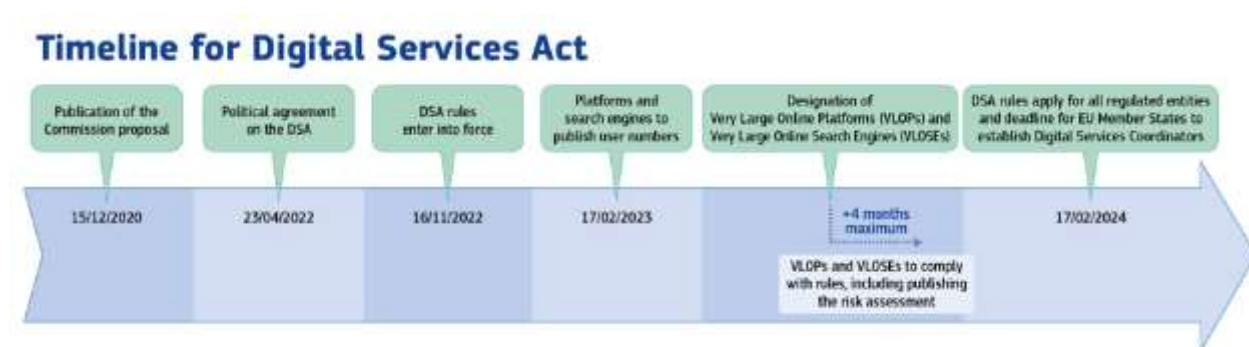 Timeline for Digital Services Act
Publication of the
Commission proposal
Political agreement
on the DSA
DSA rules
enter into force
Platforms and
search engines to
publish user numbers
Designation of
Very Large Online Platforms (VLOPs) and
Very Large Online Search Engines (VLOSEs)
DSA rules apply for all regulated entities
and deadline for EU Member States to
establish Digital Services Coordinators
15/12/2020
23/04/2022
16/11/2022
17/02/2023
+4 months
maximum
17/02/2024
VLOPs and VLOSEs to comply
with rules, including publishing
the risk assessment